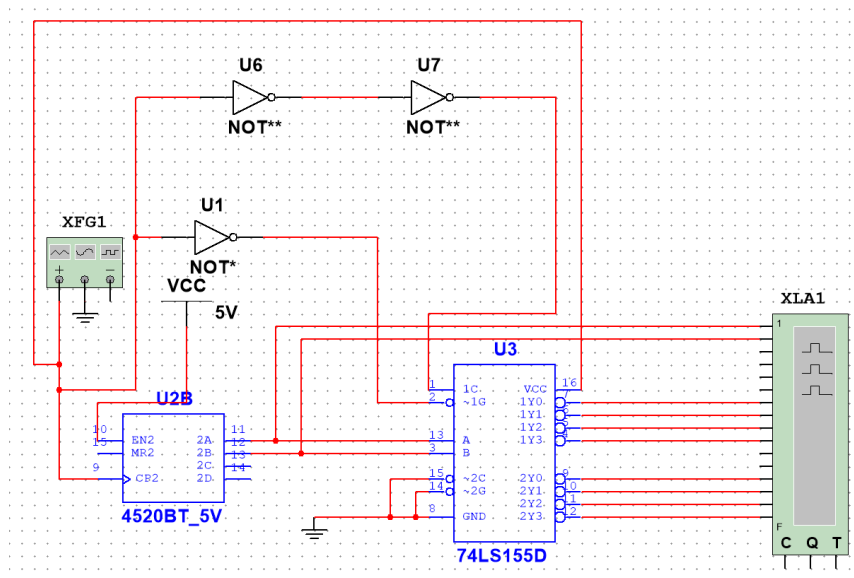 U6
U7
NOT**
NOT**
U1
XFG1
NOT*
VCC
5V
XLA1
1
U3
U2B
1 1C VCC 16
2 ~1G 1Y0
1Y1
1Y2
13 A 1Y3
3 B
10 EN2 2A 11
15 MR2 2B 12
2C 13
9 CP2 2D 14
15 ~2C 2Y0 9
14 ~2G 2Y1 10
2Y2 11
8 GND 2Y3 12
4520BT_5V
74LS155D
F
C Q T